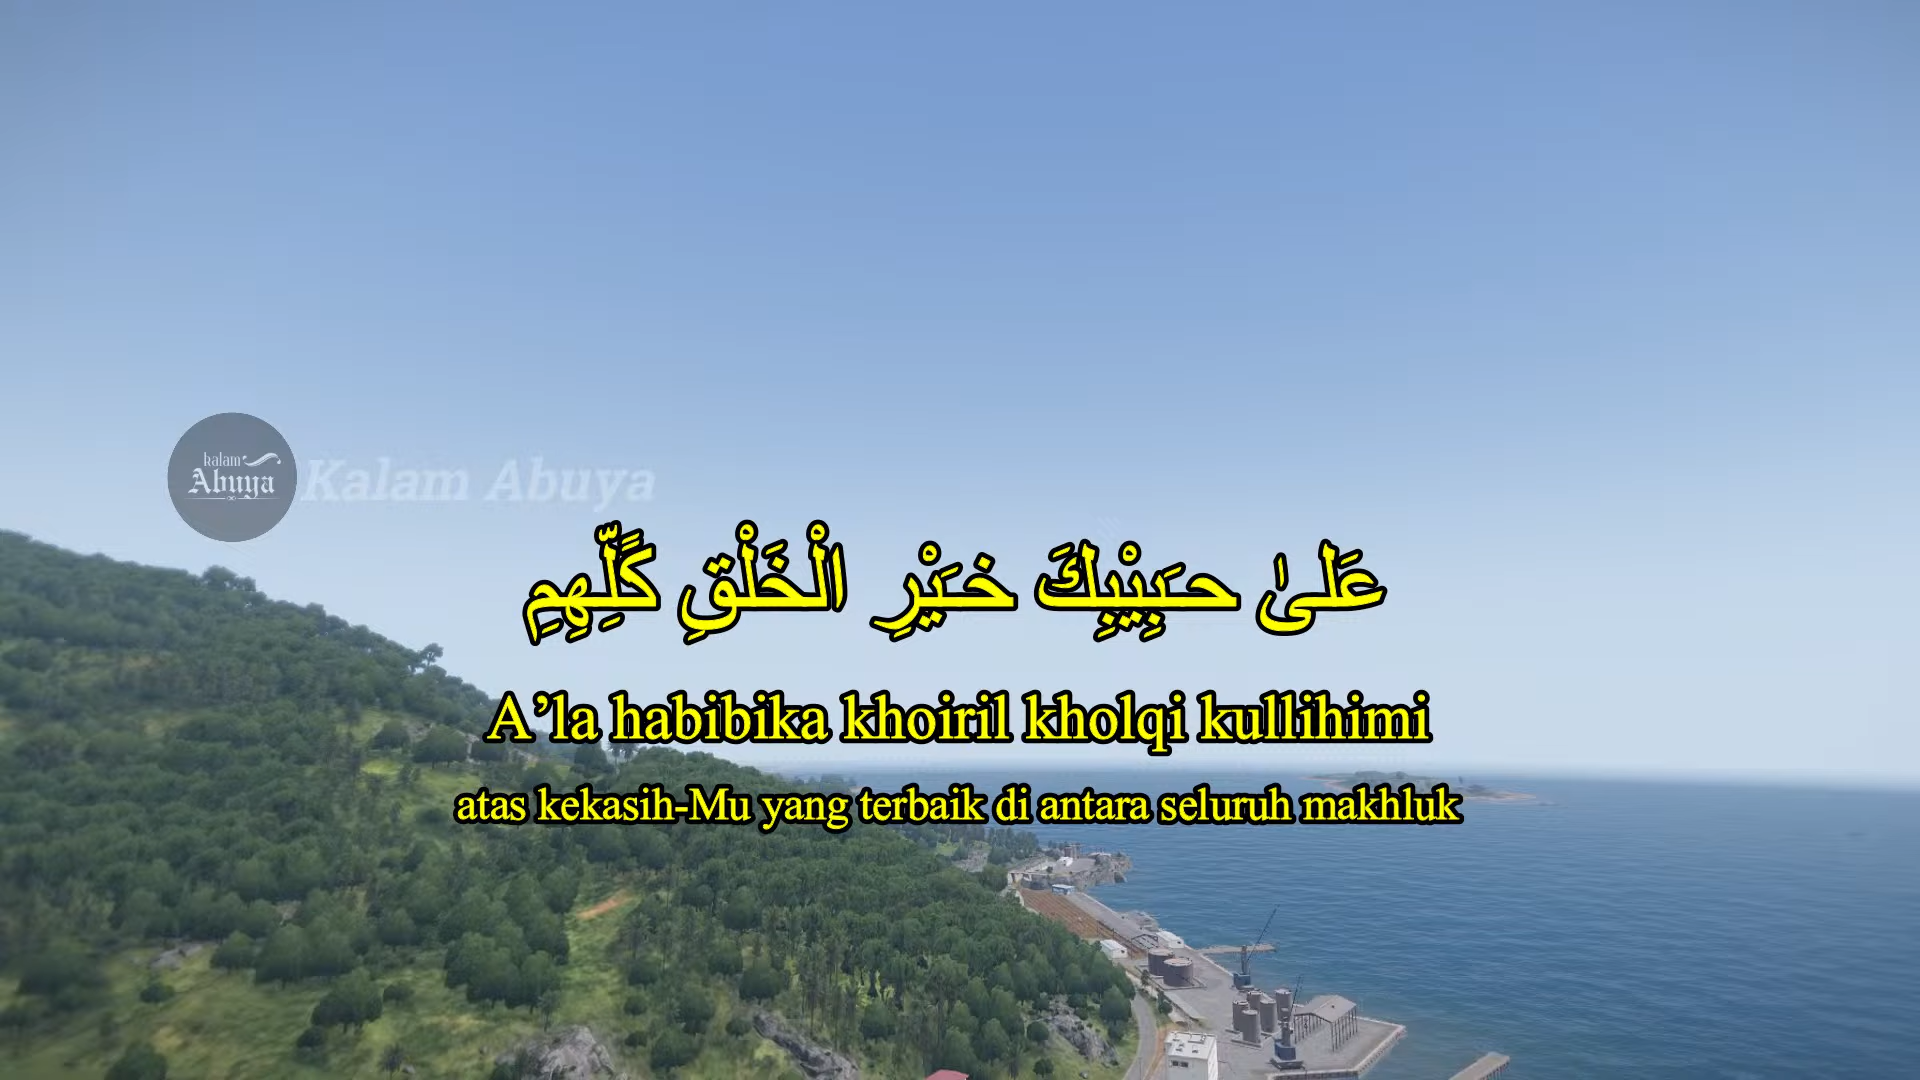 kalam
Abuya
Kalam Abuya
عَلىٰ حَبِيْبِكَ خَيْرِ الْخَلْقِ كًلِّهِمِ
A’la habibika khoiril kholqi kullihimi
atas kekasih-Mu yang terbaik di antara seluruh makhluk